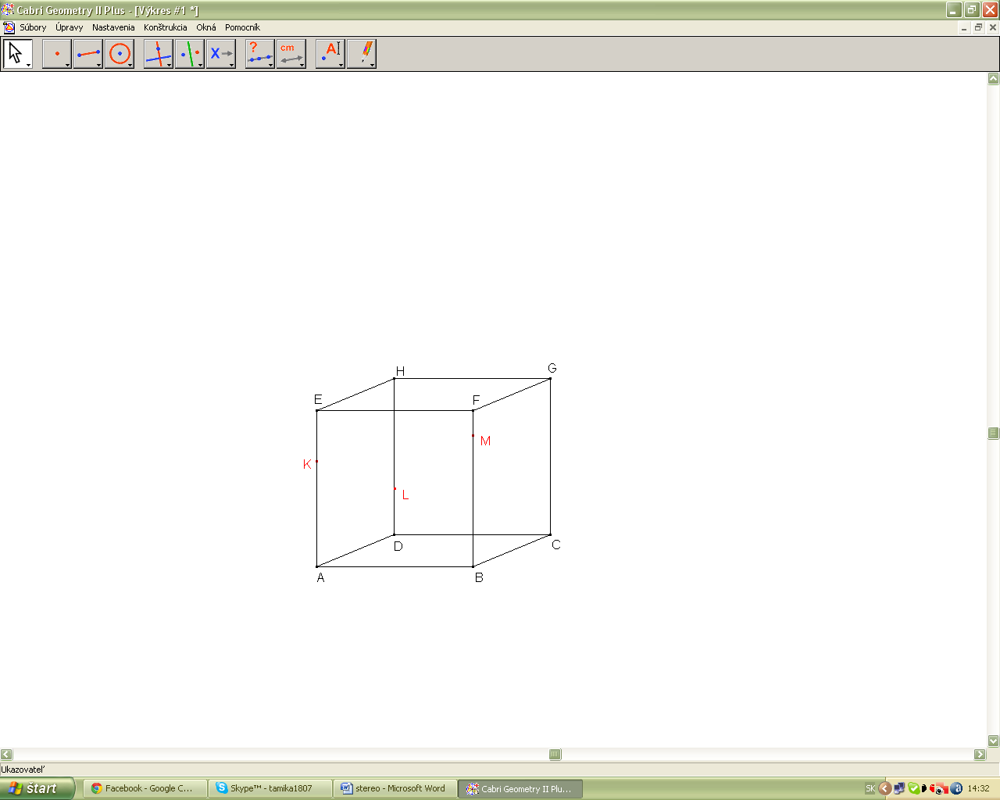 Cabri Geometry II Plus - [Výkres #1 *]
Súbory Úpravy Nastavenia Konštrukcia Okná Pomocník
? cm
X A
H G
E F
M
K
L
D C
A B
Ukazovateľ
štart Facebook - Google C... Skype™ - tamika1807 stereo - Microsoft Word Cabri Geometry II Plu... SK 14:32